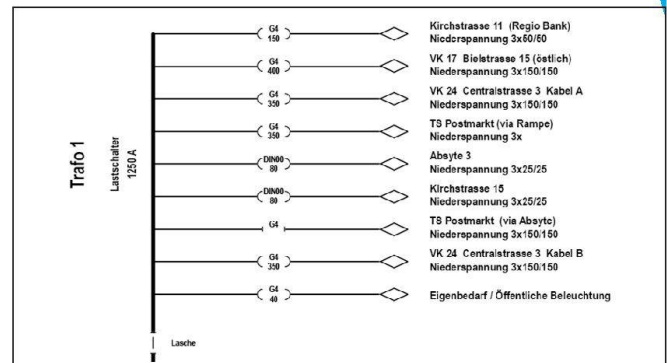 Trafo 1
Lastschalter
1250 A
G4
150
Kirchstrasse 11 (Regio Bank)
Niederspannung 3x50/50
G4
400
VK 17 Bielstrasse 15 (östlich)
Niederspannung 3x150/150
G4
350
VK 24 Centralstrasse 3 Kabel A
Niederspannung 3x150/150
G4
350
TS Postmarkt (via Rampe)
Niederspannung 3x
DIN00
80
Absyte 3
Niederspannung 3x25/25
DIN00
80
Kirchstrasse 15
Niederspannung 3x25/25
G4
TS Postmarkt (via Absyte)
Niederspannung 3x150/150
G4
350
VK 24 Centralstrasse 3 Kabel B
Niederspannung 3x150/150
G4
40
Eigenbedarf / Öffentliche Beleuchtung
Lasche